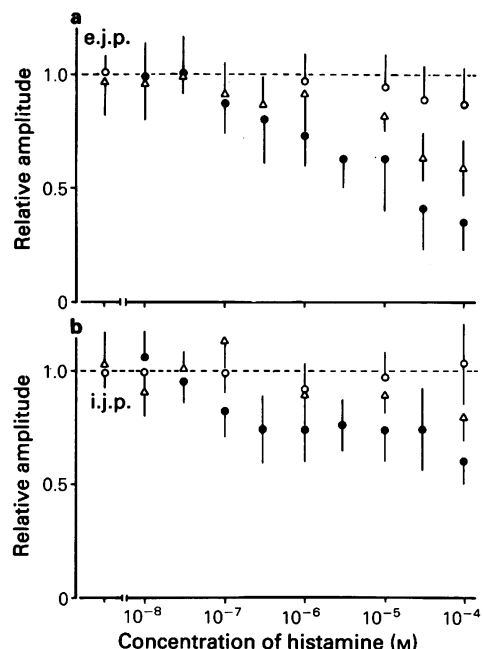 a
e.j.p.
Relative amplitude
1.0
0.5
0
b
i.j.p.
Relative amplitude
1.0
0.5
0
10⁻⁸ 10⁻⁷ 10⁻⁶ 10⁻⁵ 10⁻⁴
Concentration of histamine (M)